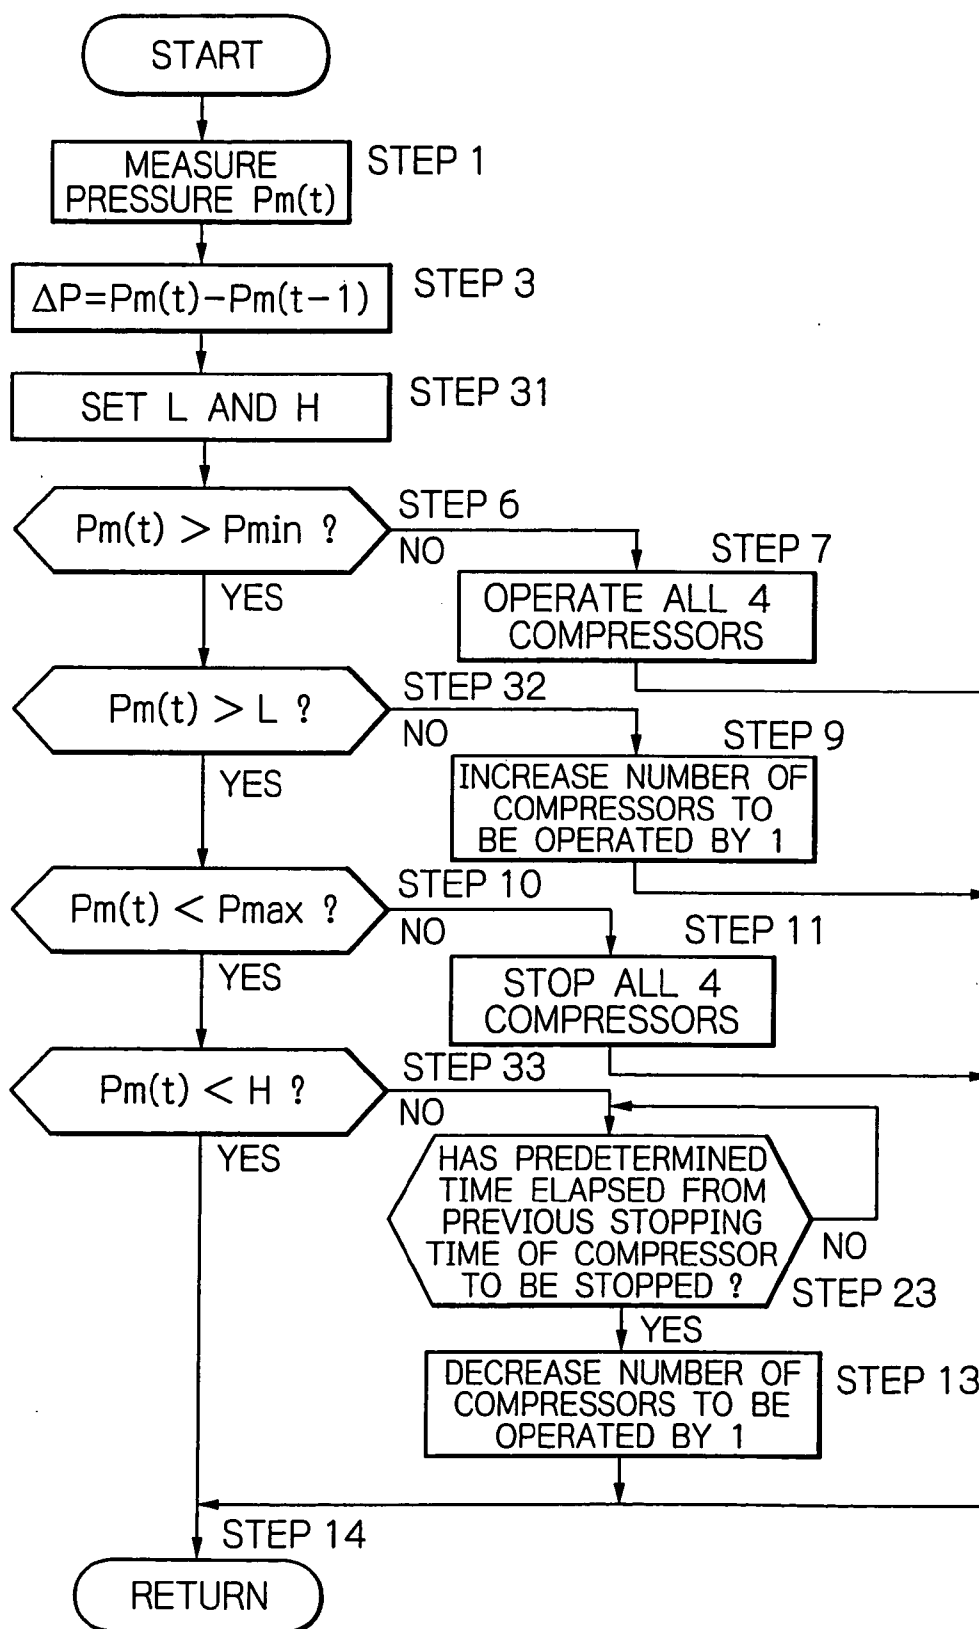 START
MEASURE
PRESSURE Pm(t)
STEP 1
ΔP=Pm(t)-Pm(t-1)
STEP 3
SET L AND H
STEP 31
Pm(t) > Pmin ?
STEP 6
NO
YES
STEP 7
OPERATE ALL 4
COMPRESSORS
Pm(t) > L ?
STEP 32
NO
YES
STEP 9
INCREASE NUMBER OF
COMPRESSORS TO
BE OPERATED BY 1
Pm(t) < Pmax ?
STEP 10
NO
YES
STEP 11
STOP ALL 4
COMPRESSORS
Pm(t) < H ?
STEP 33
NO
YES
HAS PREDETERMINED
TIME ELAPSED FROM
PREVIOUS STOPPING
TIME OF COMPRESSOR
TO BE STOPPED ?
NO
STEP 23
YES
DECREASE NUMBER OF
COMPRESSORS TO BE
OPERATED BY 1
STEP 13
STEP 14
RETURN